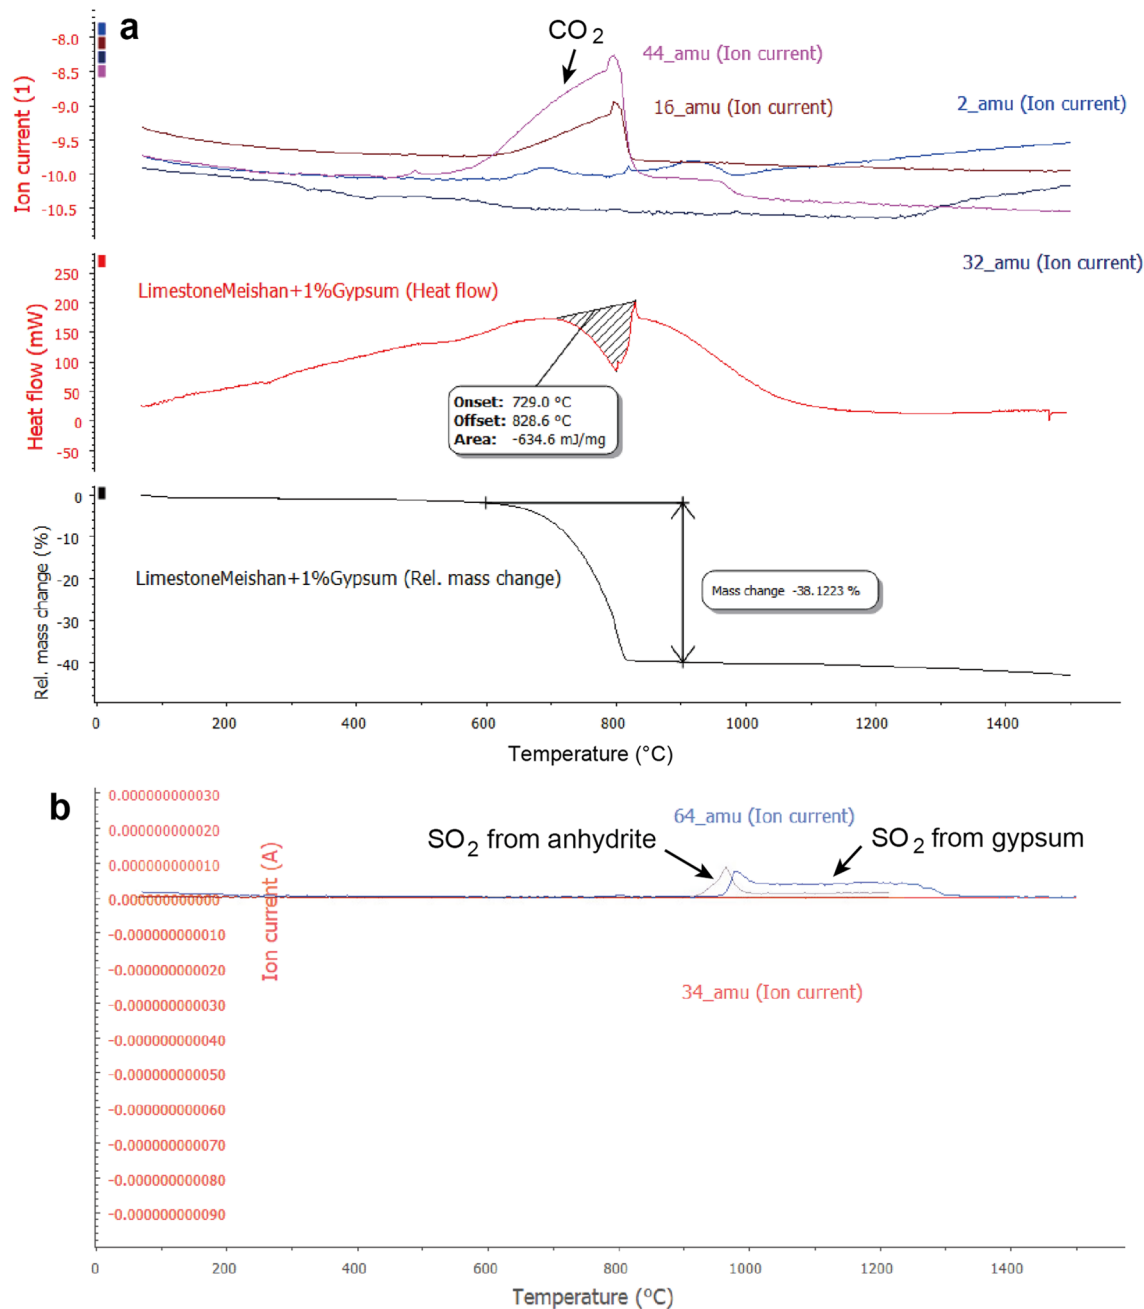 a
CO2
-8.0
-8.5
-9.0
-9.5
-10.0
-10.5
Ion current (1)
44_amu (Ion current)
16_amu (Ion current)
2_amu (Ion current)
32_amu (Ion current)
250
200
150
100
50
0
-50
Heat flow (mW)
LimestoneMeishan+1%Gypsum (Heat flow)
Onset: 729.0 °C
Offset: 828.6 °C
Area: -634.6 mJ/mg
0
-10
-20
-30
-40
Rel. mass change (%)
LimestoneMeishan+1%Gypsum (Rel. mass change)
Mass change -38.1223 %
0 200 400 600 800 1000 1200 1400
Temperature (°C)
b
0.000000000030
0.000000000020
0.000000000010
0.000000000000
-0.000000000010
-0.000000000020
-0.000000000030
-0.000000000040
-0.000000000050
-0.000000000060
-0.000000000070
-0.000000000080
-0.000000000090
Ion current (A)
64_amu (Ion current)
SO2 from anhydrite
SO2 from gypsum
34_amu (Ion current)
0 200 400 600 800 1000 1200 1400
Temperature (ºC)